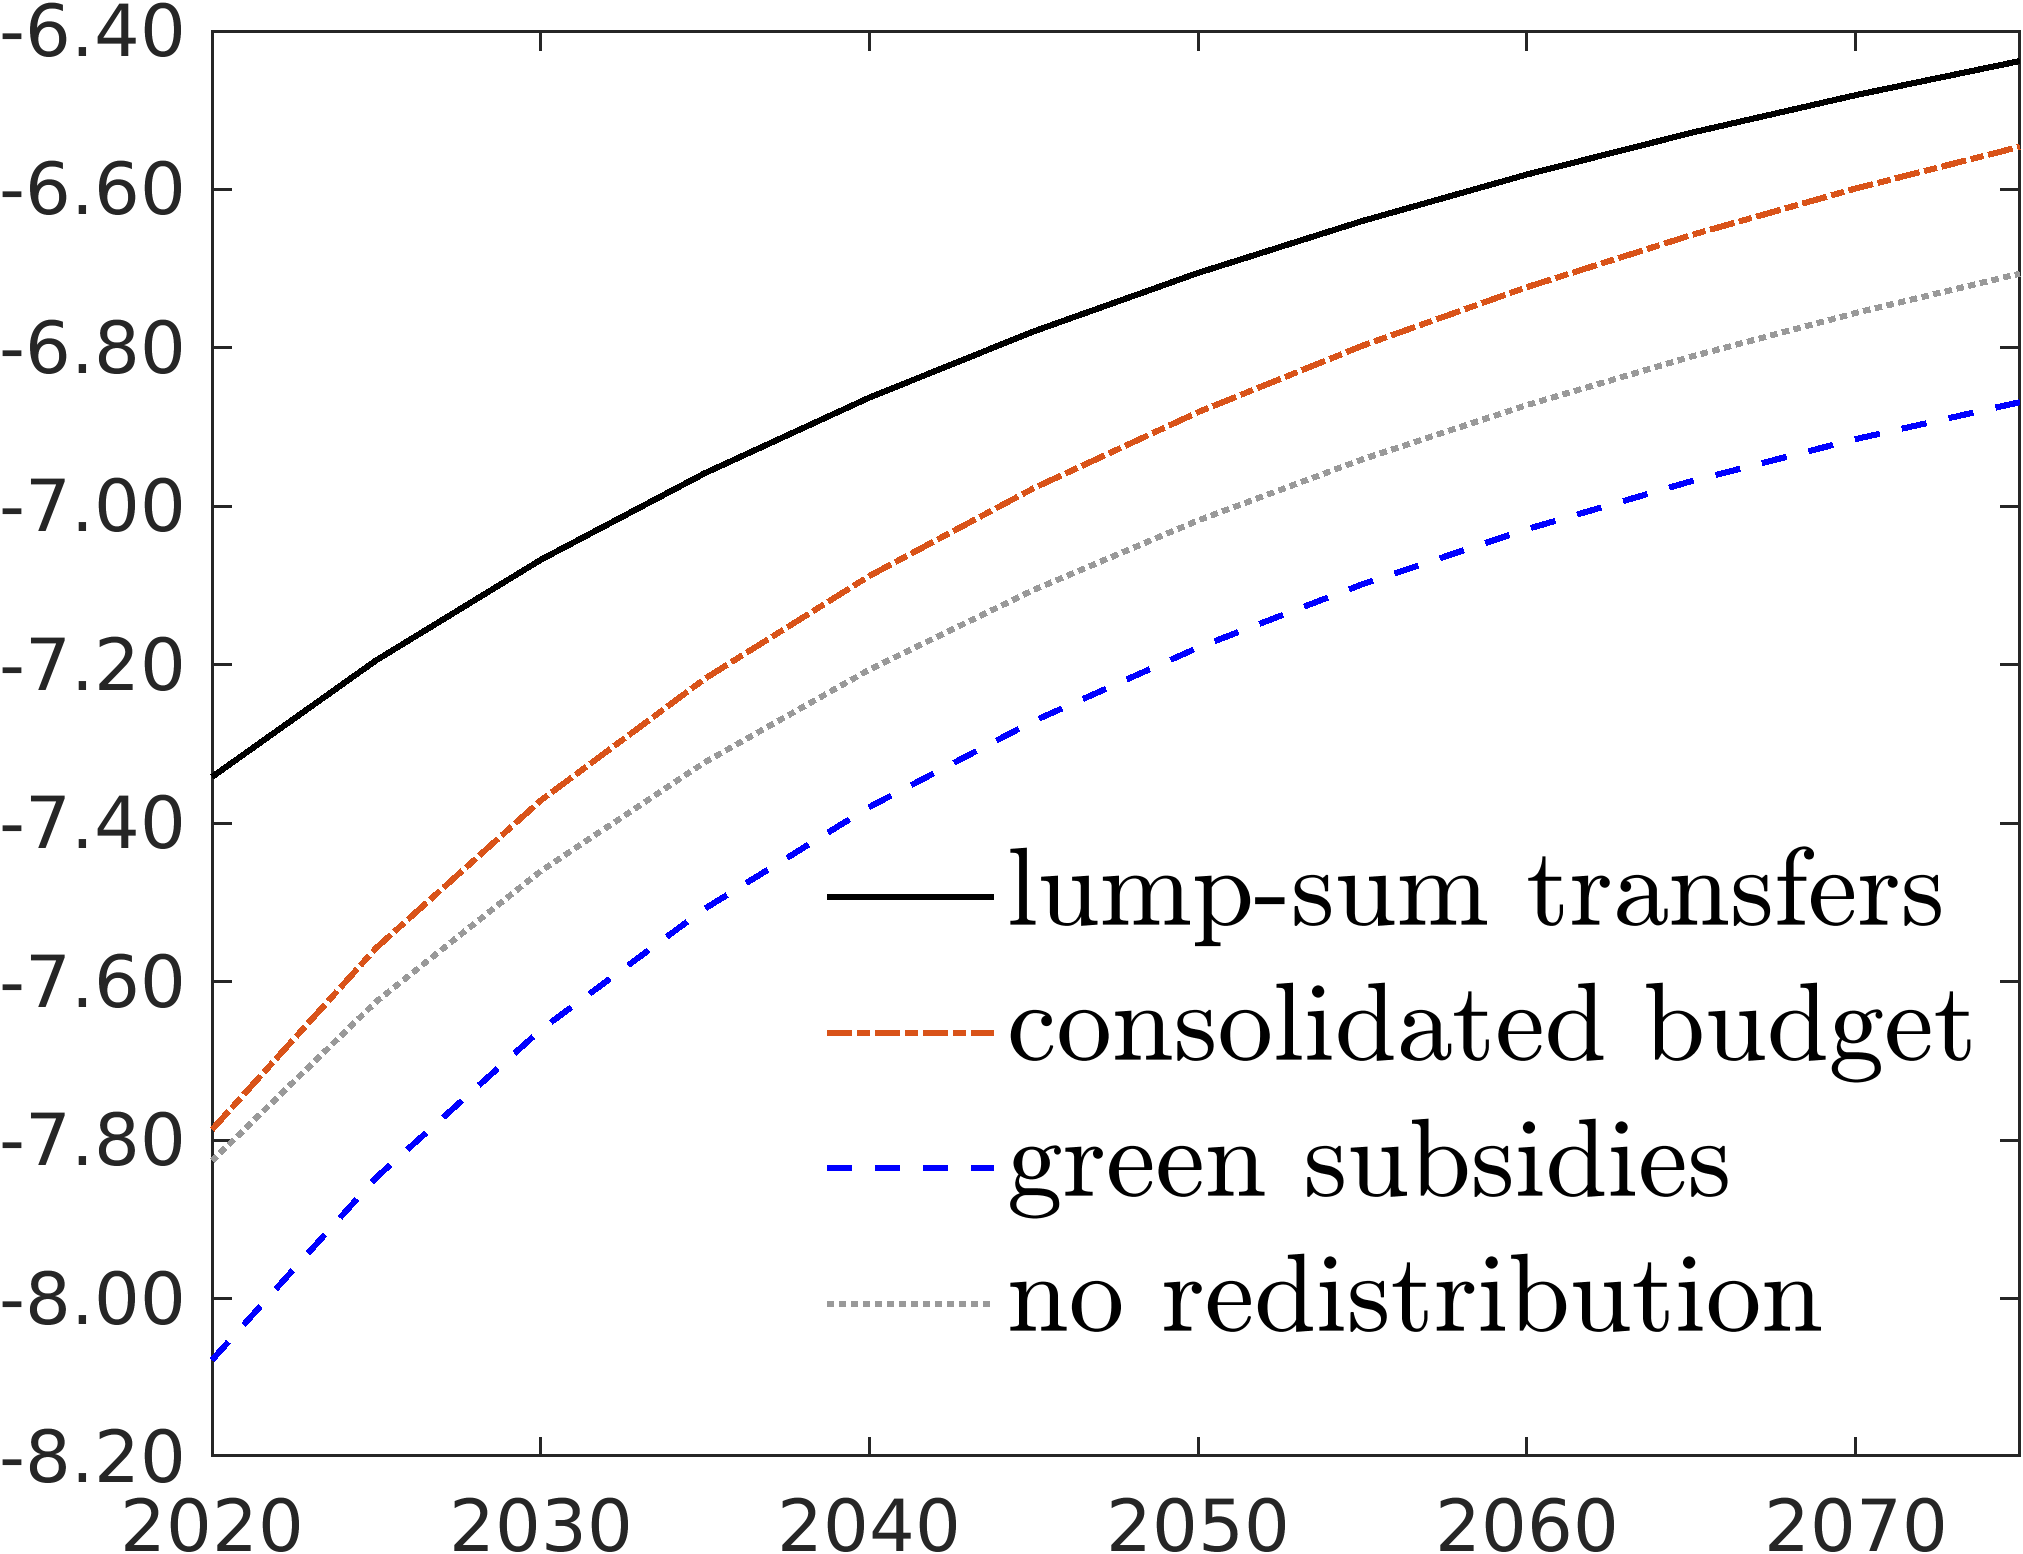 -6.40
-6.60
-6.80
-7.00
-7.20
-7.40
-7.60
-7.80
-8.00
-8.20
lump-sum transfers
consolidated budget
green subsidies
no redistribution
2020 2030 2040 2050 2060 2070